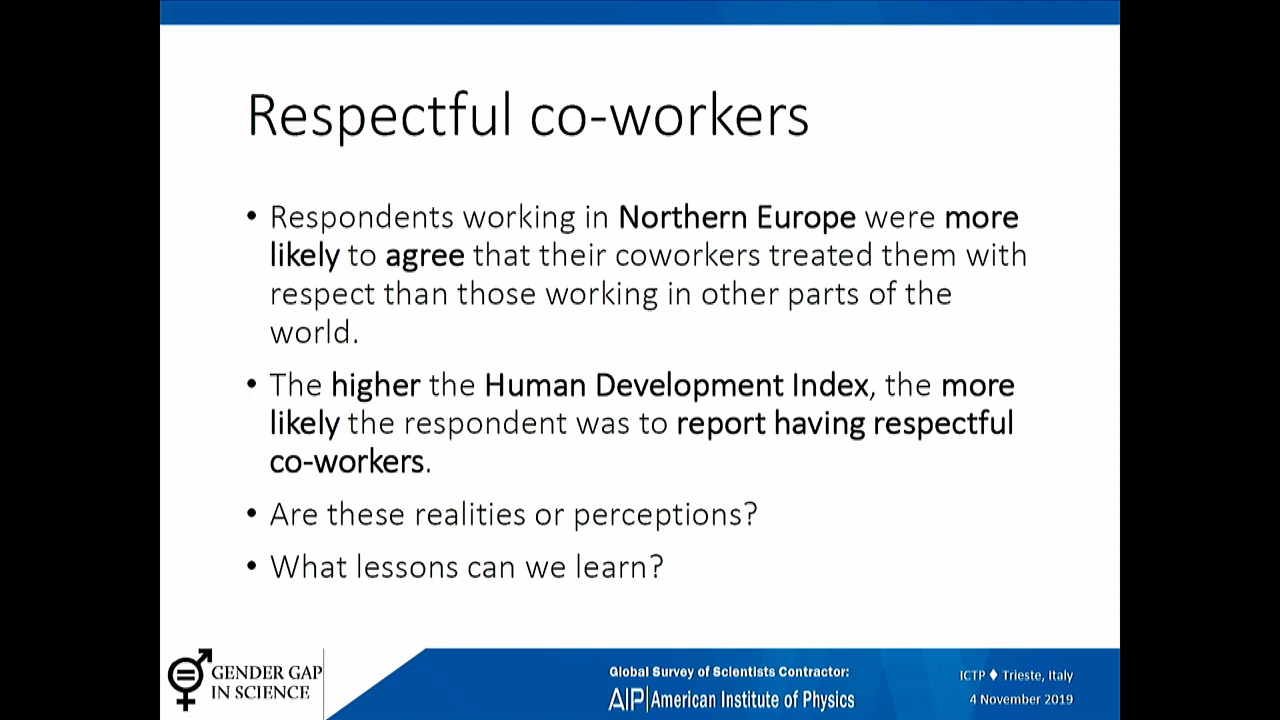 Respectful co-workers
• Respondents working in Northern Europe were more
likely to agree that their coworkers treated them with
respect than those working in other parts of the
world.
• The higher the Human Development Index, the more
likely the respondent was to report having respectful
co-workers.
• Are these realities or perceptions?
• What lessons can we learn?
GENDER GAP
IN SCIENCE
Global Survey of Scientists Contractor:
AIP|American Institute of Physics
ICTP ♦ Trieste, Italy
4 November 2019